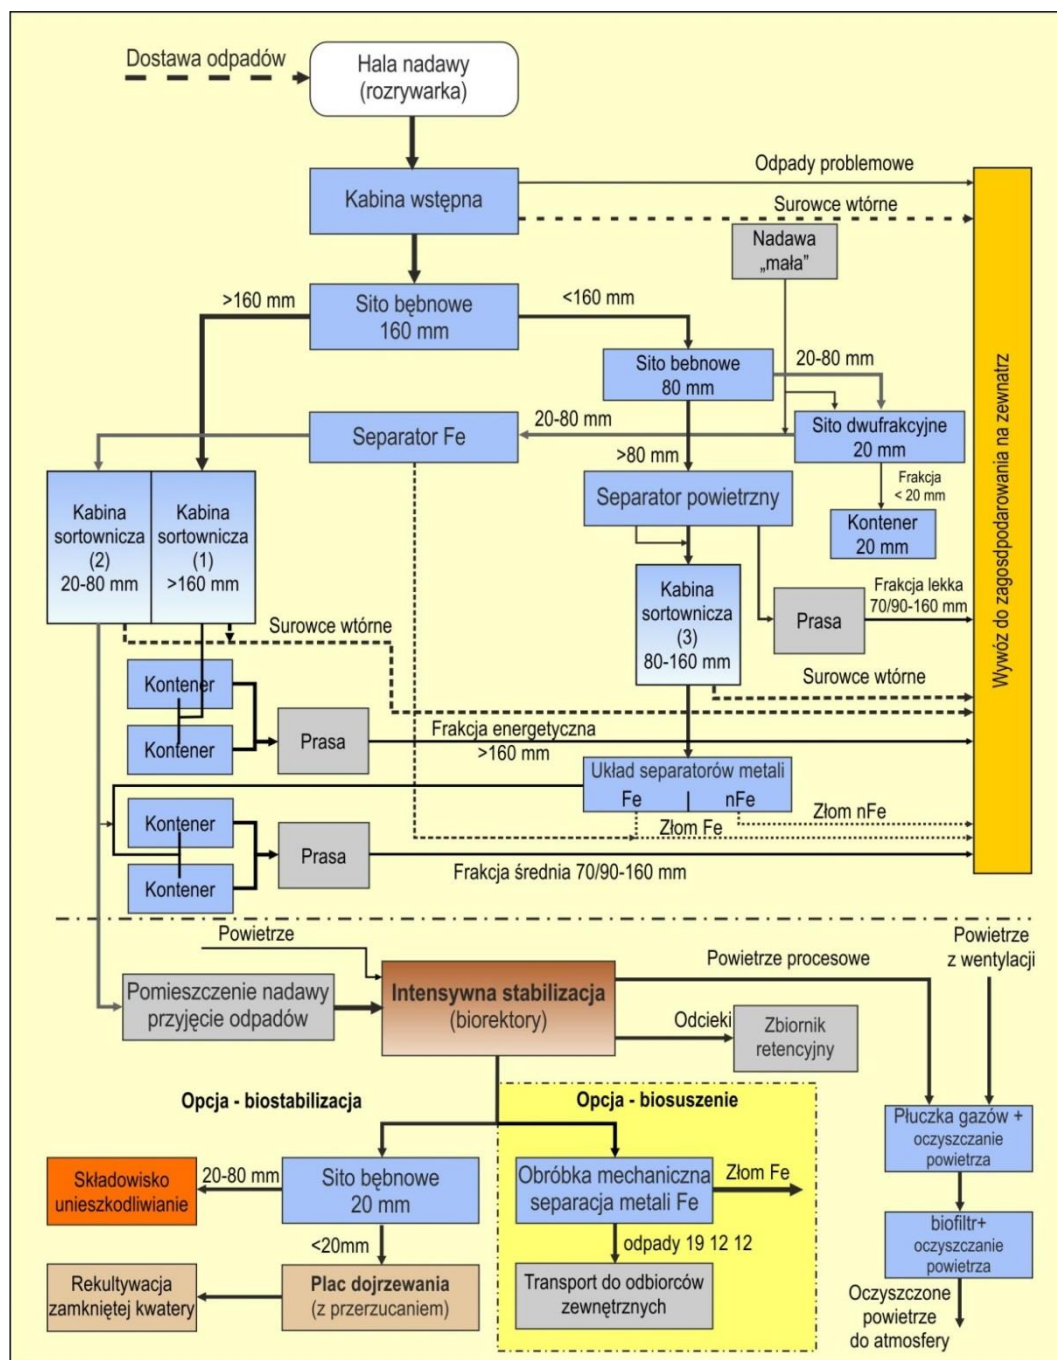 Dostawa odpadów
Hala nadawy
(rozrywarka)
Odpady problemowe
Kabina wstępna
Surowce wtórne
Nadawa
„mała”
>160 mm
Sito bębnowe
160 mm
<160 mm
Sito bebnowe
80 mm
20-80 mm
20-80 mm
Separator Fe
Sito dwufrakcyjne
20 mm
>80 mm
Frakcja
< 20 mm
Separator powietrzny
Kontener
20 mm
Kabina
sortownicza
(2)
20-80 mm
Kabina
sortownicza
(1)
>160 mm
Kabina
sortownicza
(3)
80-160 mm
Frakcja lekka
70/90-160 mm
Prasa
Wywóz do zagosdpodarowania na zewnatrz
Surowce wtórne
Surowce wtórne
Kontener
Kontener
Prasa
Frakcja energetyczna
>160 mm
Układ separatorów metali
Fe | nFe
Złom nFe
Złom Fe
Kontener
Kontener
Prasa
Frakcja średnia 70/90-160 mm
Powietrze
Powietrze
z wentylacji
Powietrze procesowe
Pomieszczenie nadawy
przyjęcie odpadów
Intensywna stabilizacja
(biorektory)
Odcieki
Zbiornik
retencyjny
Opcja - biostabilizacja
Opcja - biosuszenie
Płuczka gazów +
oczyszczanie
powietrza
Składowisko
unieszkodliwianie
20-80 mm
Sito bębnowe
20 mm
Obróbka mechaniczna
separacja metali Fe
Złom Fe
biofiltr+
oczyszczanie
powietrza
<20mm
odpady 19 12 12
Rekultywacja
zamkniętej kwatery
Plac dojrzewania
(z przerzucaniem)
Transport do odbiorców
zewnętrznych
Oczyszczone
powietrze
do atmosfery